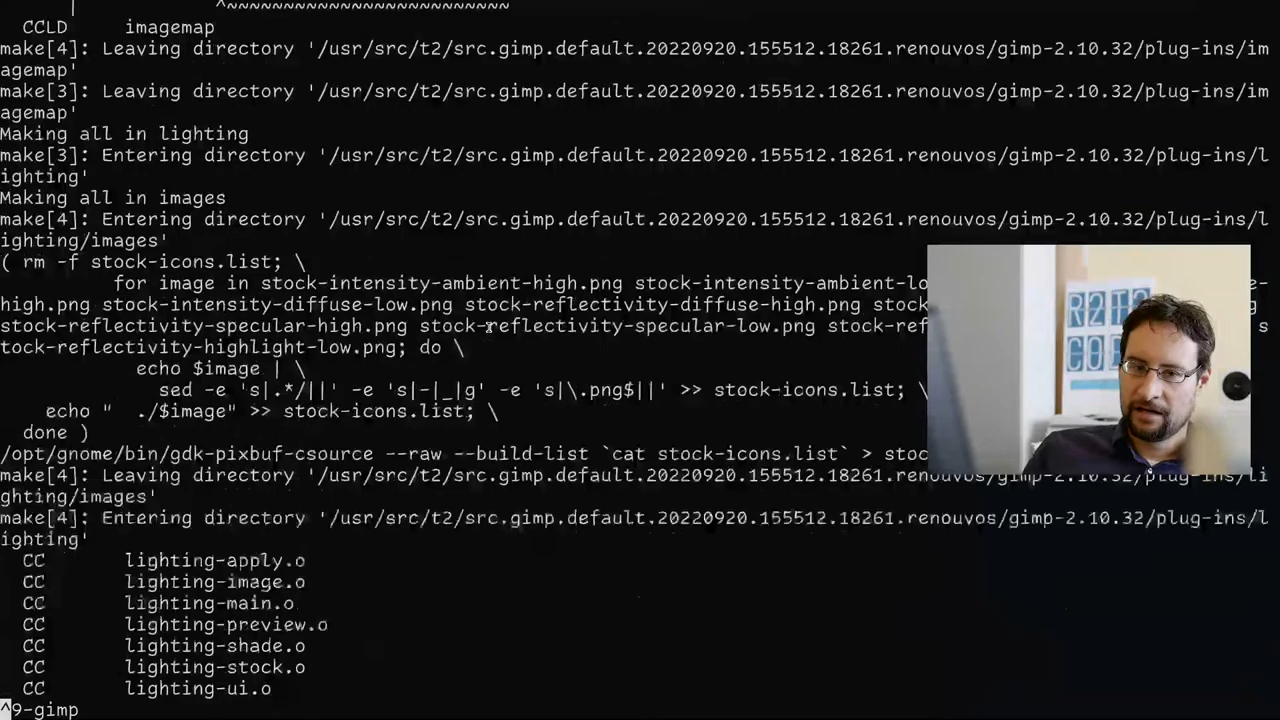 |       ^~~~~~~~~~~~~~~~~~~~~~~~~~
CCLD     imagemap
make[4]: Leaving directory '/usr/src/t2/src.gimp.default.20220920.155512.18261.renouvos/gimp-2.10.32/plug-ins/im
agemap'
make[3]: Leaving directory '/usr/src/t2/src.gimp.default.20220920.155512.18261.renouvos/gimp-2.10.32/plug-ins/im
agemap'
Making all in lighting
make[3]: Entering directory '/usr/src/t2/src.gimp.default.20220920.155512.18261.renouvos/gimp-2.10.32/plug-ins/l
ighting'
Making all in images
make[4]: Entering directory '/usr/src/t2/src.gimp.default.20220920.155512.18261.renouvos/gimp-2.10.32/plug-ins/l
ighting/images'
( rm -f stock-icons.list; \
for image in stock-intensity-ambient-high.png stock-intensity-ambient-lo e-
high.png stock-intensity-diffuse-low.png stock-reflectivity-diffuse-high.png stock g
stock-reflectivity-specular-high.png stock-reflectivity-specular-low.png stock-ref s
tock-reflectivity-highlight-low.png; do \
echo $image | \
sed -e 's|.*/||' -e 's|-|_|g' -e 's|\.png$||' >> stock-icons.list; \
echo "  ./$image" >> stock-icons.list; \
done )
/opt/gnome/bin/gdk-pixbuf-csource --raw --build-list `cat stock-icons.list` > stoc
make[4]: Leaving directory '/usr/src/t2/src.gimp.default.20220920.155512.18261.renouvos/gimp-2.10.32/plug-ins/li
ghting/images'
make[4]: Entering directory '/usr/src/t2/src.gimp.default.20220920.155512.18261.renouvos/gimp-2.10.32/plug-ins/l
ighting'
CC       lighting-apply.o
CC       lighting-image.o
CC       lighting-main.o
CC       lighting-preview.o
CC       lighting-shade.o
CC       lighting-stock.o
CC       lighting-ui.o
^9-gimp